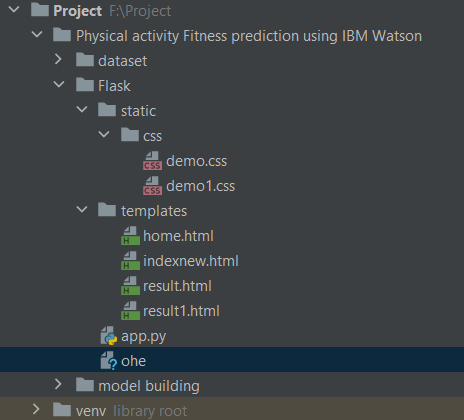 Project F:\Project
Physical activity Fitness prediction using IBM Watson
dataset
Flask
static
css
demo.css
demo1.css
templates
home.html
indexnew.html
result.html
result1.html
app.py
ohe
model building
venv library root